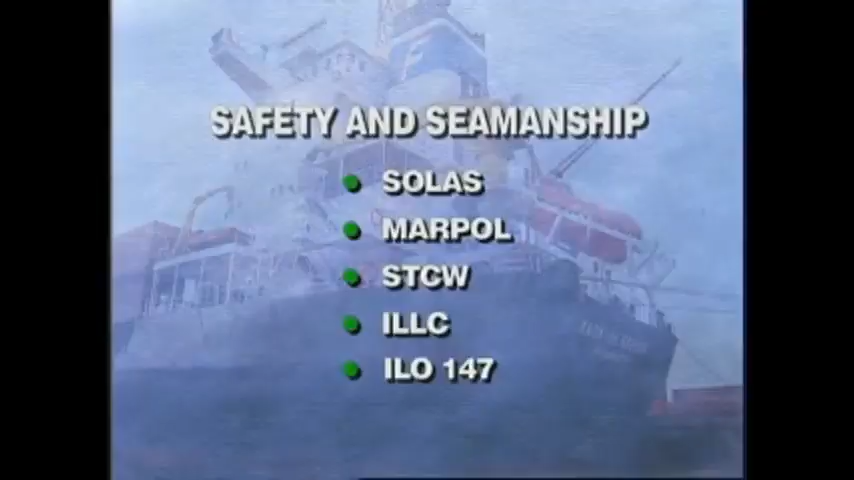 SAFETY AND SEAMANSHIP
SOLAS
MARPOL
STCW
ILLC
ILO 147